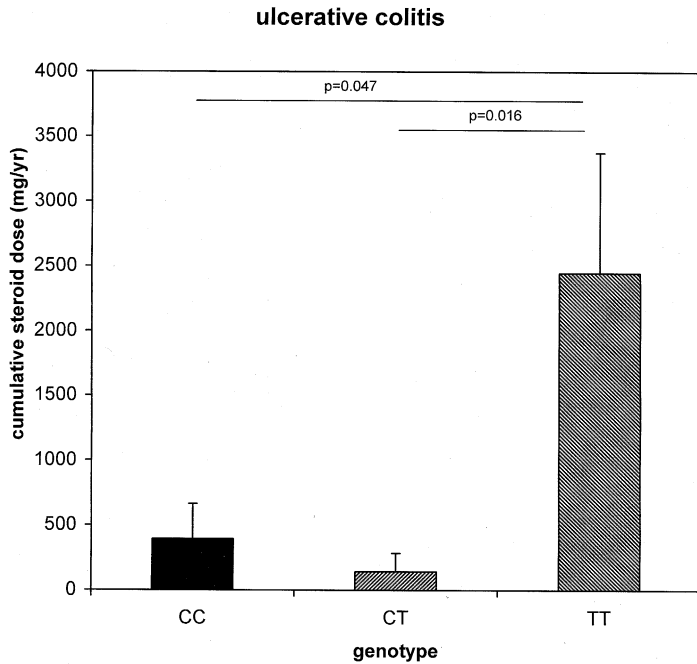 ulcerative colitis
4000
3500
3000
2500
2000
1500
1000
500
0
cumulative steroid dose (mg/yr)
p=0.047
p=0.016
CC
CT
TT
genotype